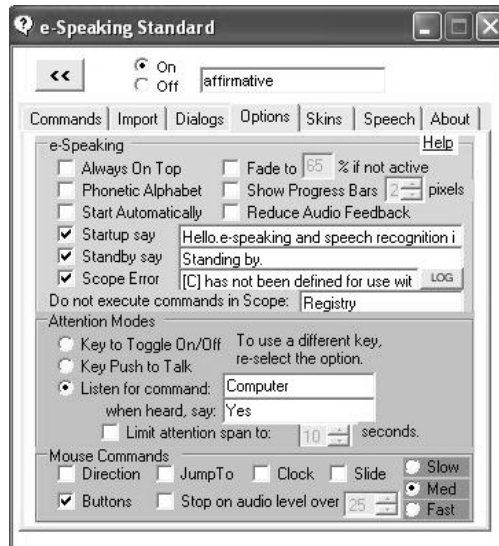 e-Speaking Standard
<< On
Off affirmative
Commands Import Dialogs Options Skins Speech About
e-Speaking Help
Always On Top Fade to 65 % if not active
Phonetic Alphabet Show Progress Bars 2 pixels
Start Automatically Reduce Audio Feedback
Startup say Hello.e-speaking and speech recognition i
Standby say Standing by.
Scope Error [C] has not been defined for use wit LOG
Do not execute commands in Scope: Registry
Attention Modes
Key to Toggle On/Off To use a different key,
Key Push to Talk re-select the option.
Listen for command: Computer
when heard, say: Yes
Limit attention span to: 10 seconds.
Mouse Commands
Direction JumpTo Clock Slide Slow
Med
Buttons Stop on audio level over 25 Fast